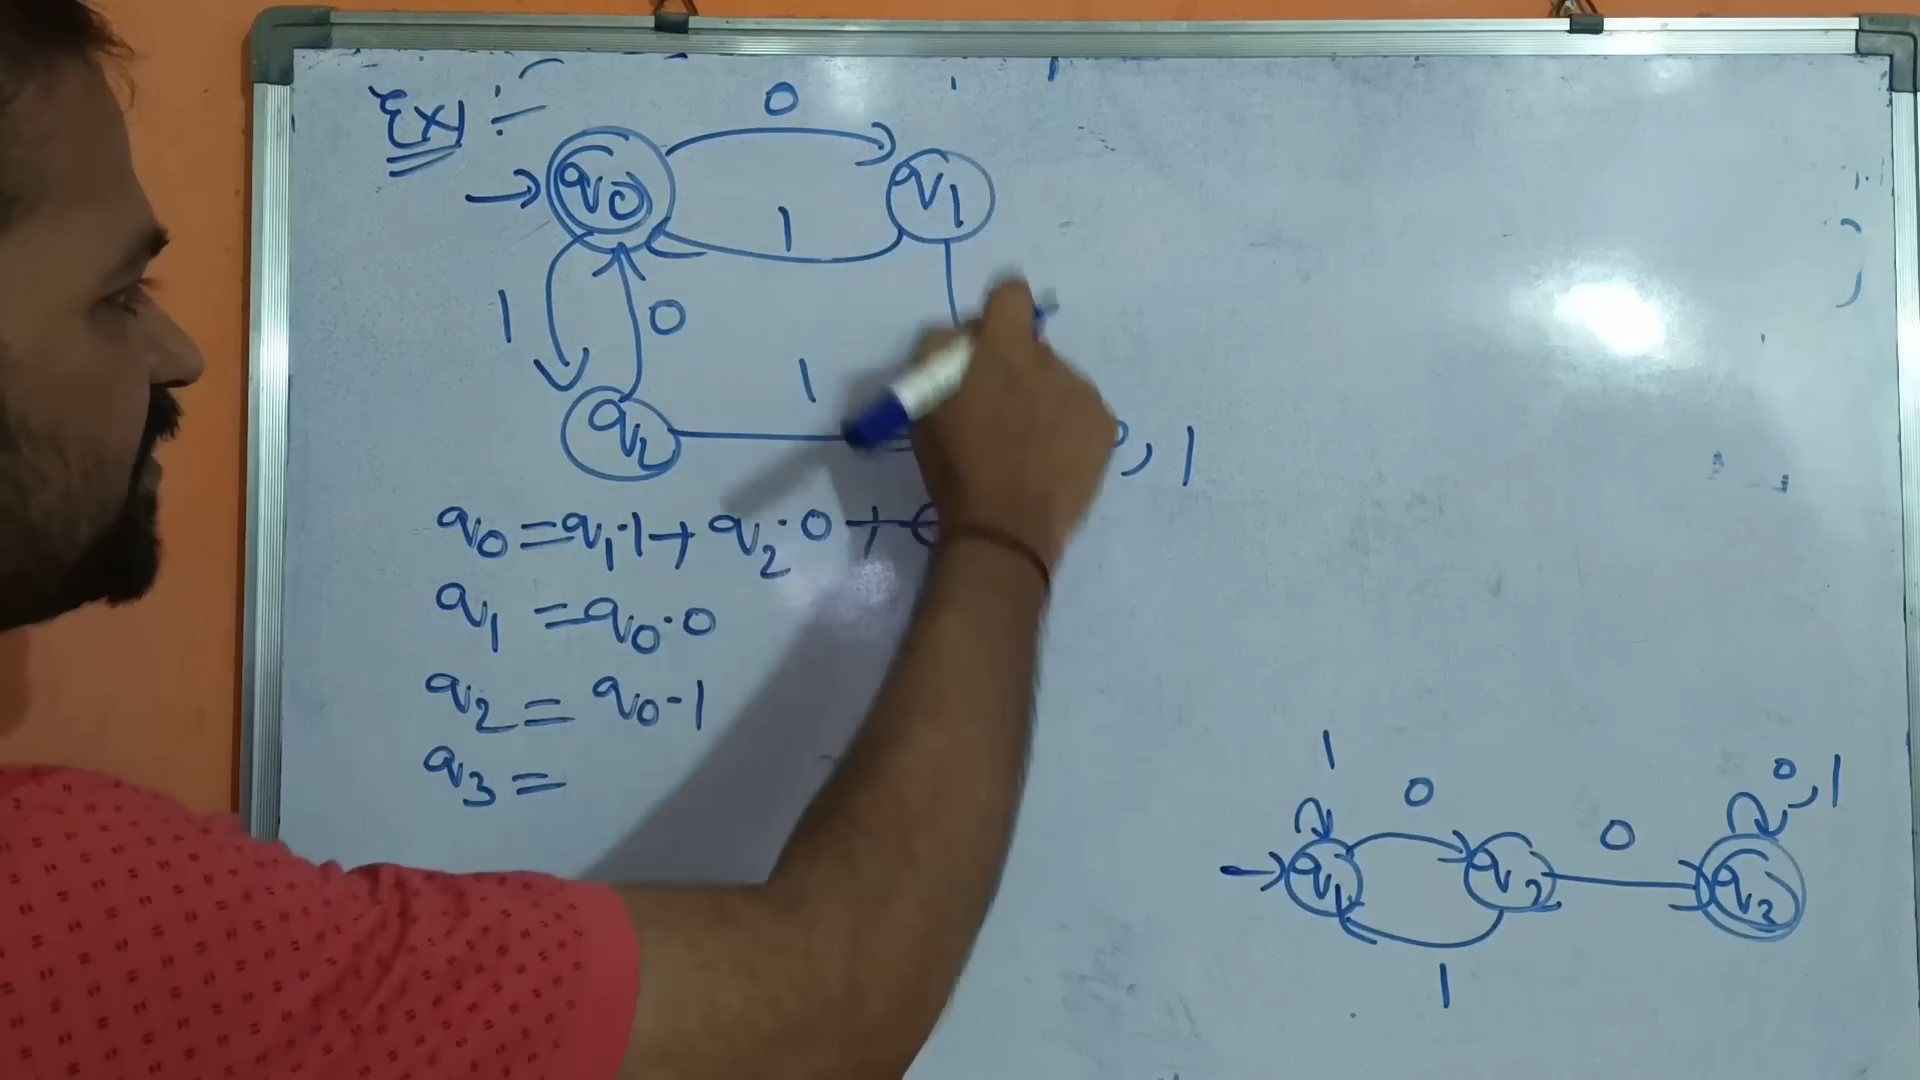 Ex :-
0
q0 q1
1
1 0
1
q2 , 1
q0 = q1·1 + q2·0 +
q1 = q0·0
q2 = q0·1
q3 =
1 0 0 0,1
q1 q2 q3
1